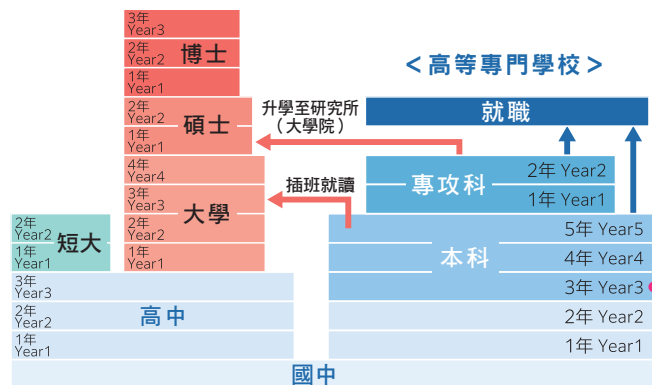 3年
Year3
2年
Year2
1年
Year1
博士
2年
Year2
1年
Year1
碩士
4年
Year4
3年
Year3
2年
Year2
1年
Year1
大學
2年
Year2
1年
Year1
短大
3年
Year3
2年
Year2
1年
Year1
高中
＜高等專門學校＞
就職
升學至研究所
（大學院）
插班就讀
2年 Year2
1年 Year1
專攻科
5年 Year5
4年 Year4
3年 Year3
2年 Year2
1年 Year1
本科
國中